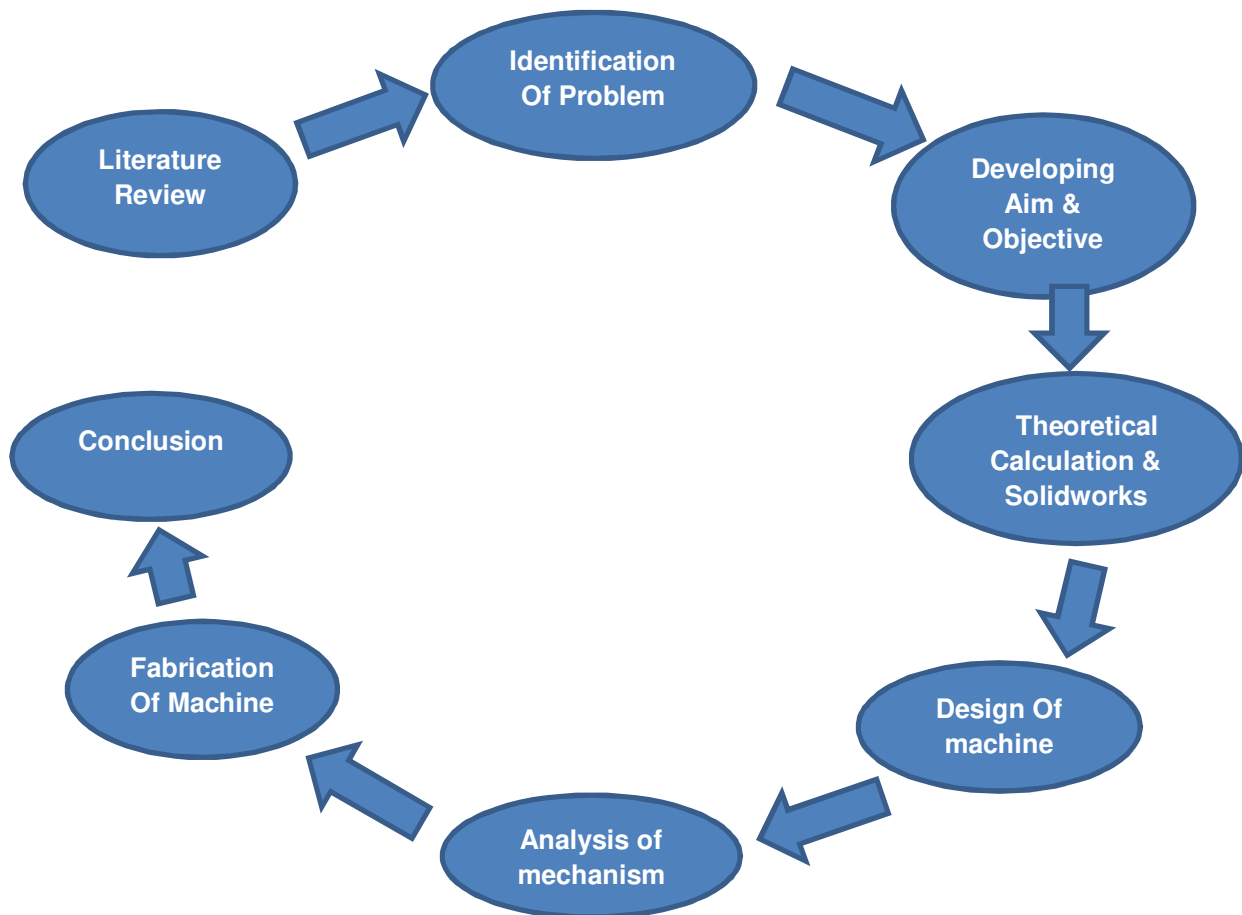 Identification
Of Problem
Literature
Review
Developing
Aim &
Objective
Theoretical
Calculation &
Solidworks
Design Of
machine
Analysis of
mechanism
Fabrication
Of Machine
Conclusion